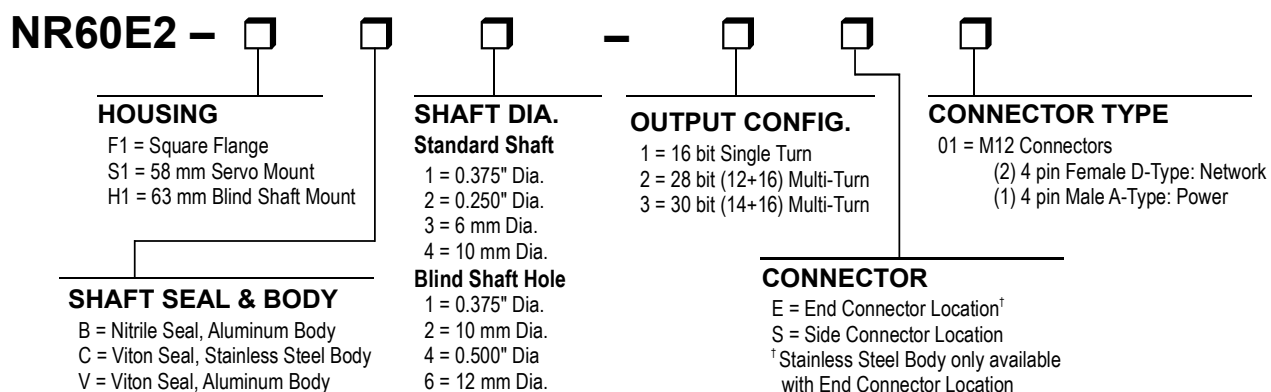 NR60E2 – –
HOUSING
F1 = Square Flange
S1 = 58 mm Servo Mount
H1 = 63 mm Blind Shaft Mount
SHAFT SEAL & BODY
B = Nitrile Seal, Aluminum Body
C = Viton Seal, Stainless Steel Body
V = Viton Seal, Aluminum Body
SHAFT DIA.
Standard Shaft
1 = 0.375" Dia.
2 = 0.250" Dia.
3 = 6 mm Dia.
4 = 10 mm Dia.
Blind Shaft Hole
1 = 0.375" Dia.
2 = 10 mm Dia.
4 = 0.500" Dia
6 = 12 mm Dia.
OUTPUT CONFIG.
1 = 16 bit Single Turn
2 = 28 bit (12+16) Multi-Turn
3 = 30 bit (14+16) Multi-Turn
CONNECTOR
E = End Connector Location†
S = Side Connector Location
† Stainless Steel Body only available
with End Connector Location
CONNECTOR TYPE
01 = M12 Connectors
(2) 4 pin Female D-Type: Network
(1) 4 pin Male A-Type: Power